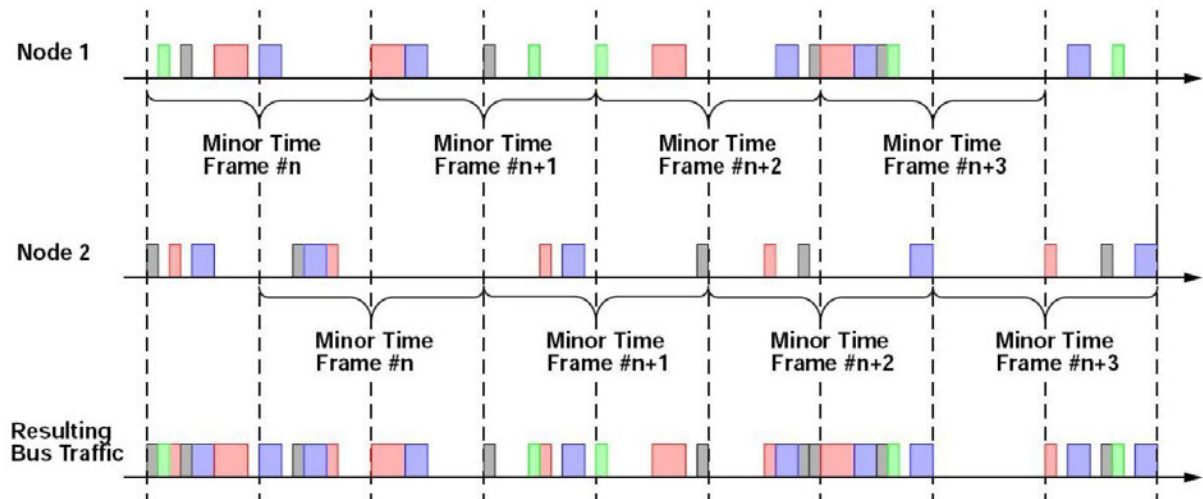 Node 1
Minor Time
Frame #n
Minor Time
Frame #n+1
Minor Time
Frame #n+2
Minor Time
Frame #n+3
Node 2
Minor Time
Frame #n
Minor Time
Frame #n+1
Minor Time
Frame #n+2
Minor Time
Frame #n+3
Resulting
Bus Traffic